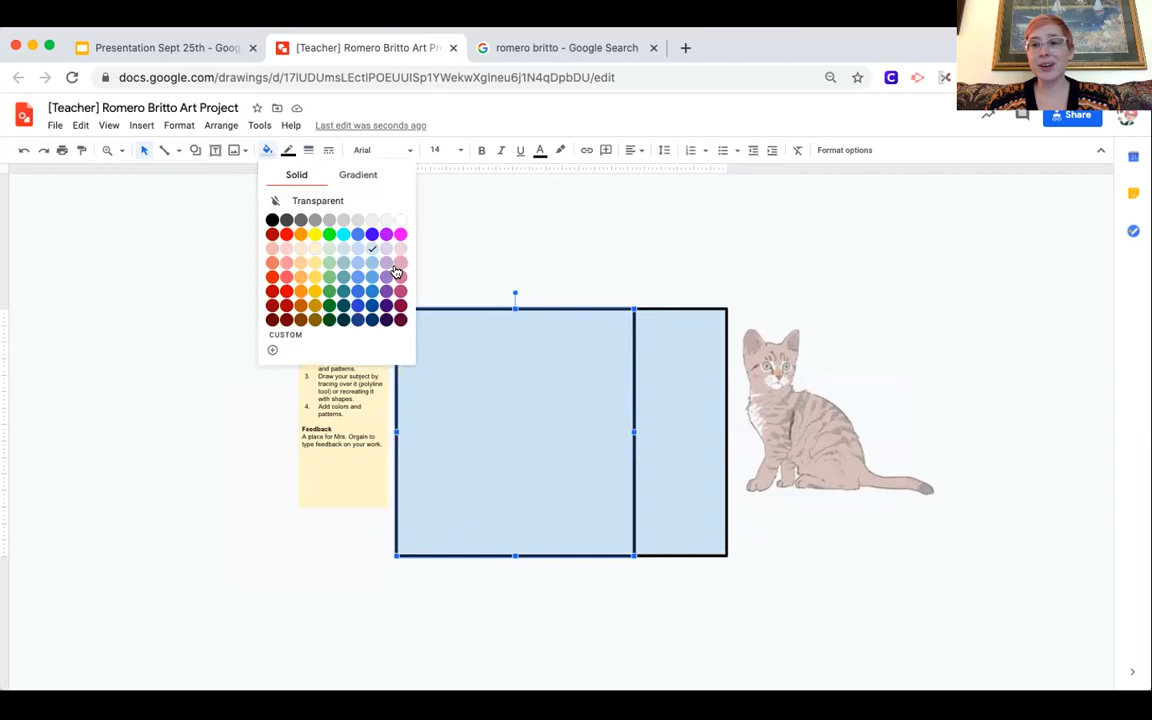 Presentation Sept 25th - Goog
[Teacher] Romero Britto Art Pr
romero britto - Google Search
docs.google.com/drawings/d/17lUDUmsLEctlPOEUUlSp1YWekwXglneu6j1N4qDpbDU/edit
[Teacher] Romero Britto Art Project
File Edit View Insert Format Arrange Tools Help Last edit was seconds ago
Share
Arial 14 B I U A Format options
Solid Gradient
Transparent
CUSTOM
and patterns.
3. Draw your subject by
tracing over it (polyline
tool) or recreating it
with shapes.
4. Add colors and
patterns.
Feedback
A place for Mrs. Orgain to
type feedback on your work.